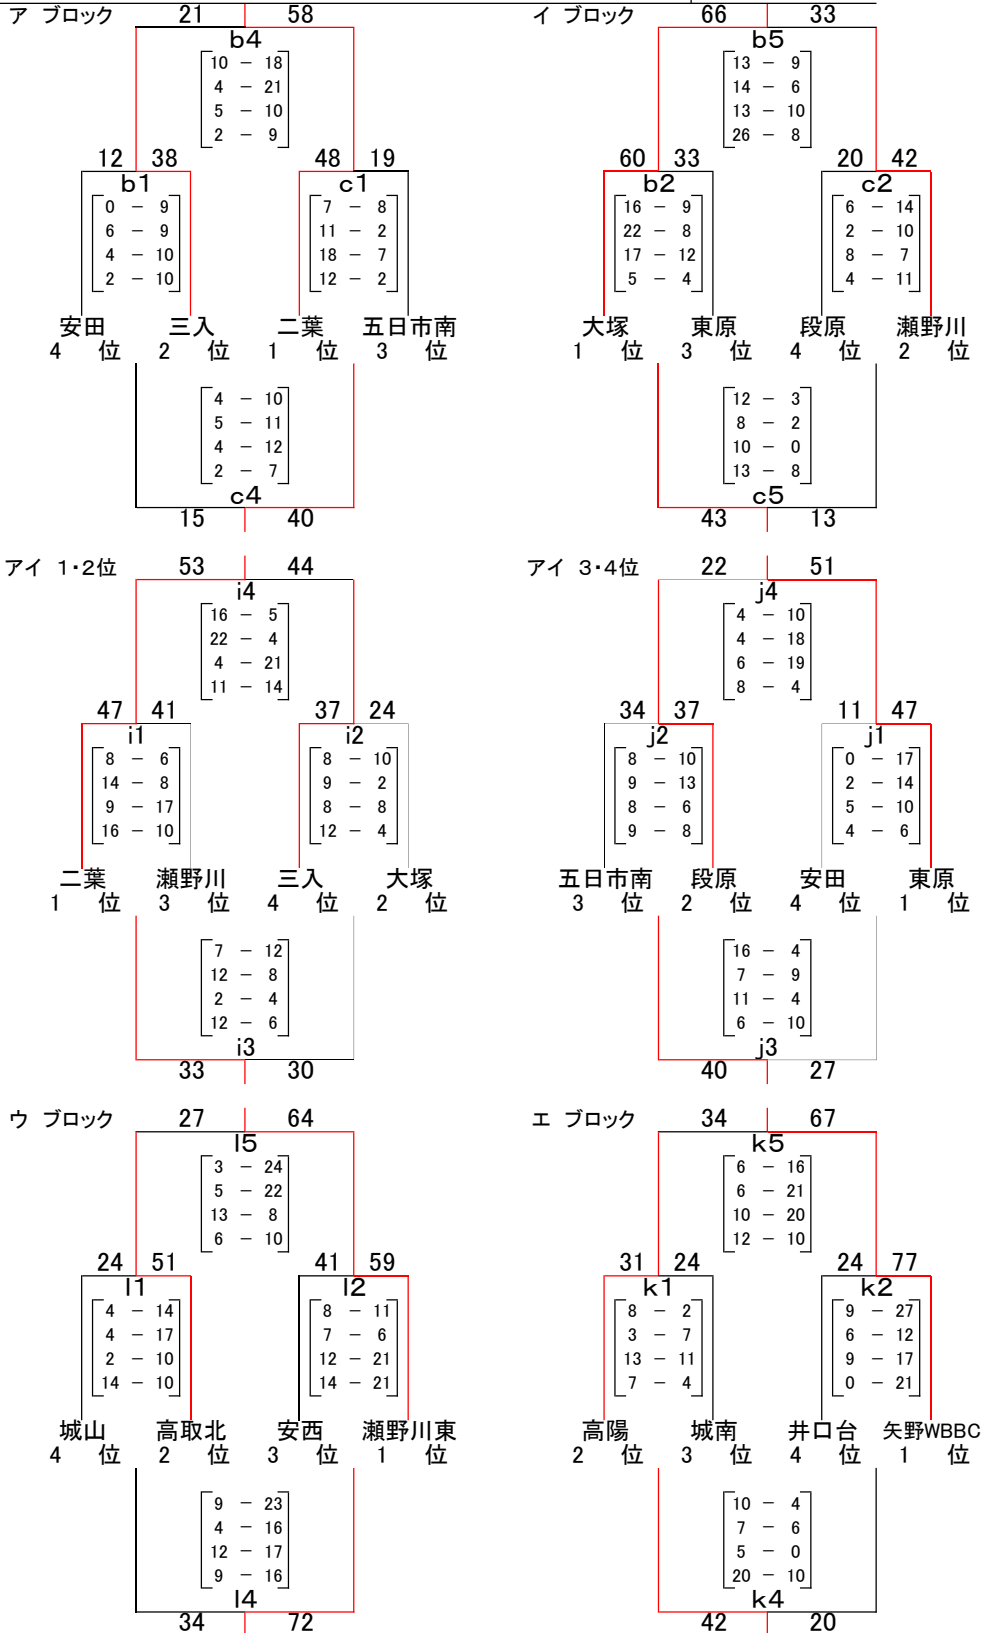 ア ブロック 21 58
b4
10 － 18
4 － 21
5 － 10
2 － 9
12 38 48 19
b1 c1
0 － 9 7 － 8
6 － 9 11 － 2
4 － 10 18 － 7
2 － 10 12 － 2
安田 三入 二葉 五日市南
4 位 2 位 1 位 3 位
4 － 10
5 － 11
4 － 12
2 － 7
c4
15 40
イ ブロック 66 33
b5
13 － 9
14 － 6
13 － 10
26 － 8
60 33 20 42
b2 c2
16 － 9 6 － 14
22 － 8 2 － 10
17 － 12 8 － 7
5 － 4 4 － 11
大塚 東原 段原 瀬野川
1 位 3 位 4 位 2 位
12 － 3
8 － 2
10 － 0
13 － 8
c5
43 13
アイ 1・2位 53 44
i4
16 － 5
22 － 4
4 － 21
11 － 14
47 41 37 24
i1 i2
8 － 6 8 － 10
14 － 8 9 － 2
9 － 17 8 － 8
16 － 10 12 － 4
二葉 瀬野川 三入 大塚
1 位 3 位 4 位 2 位
7 － 12
12 － 8
2 － 4
12 － 6
i3
33 30
アイ 3・4位 22 51
j4
4 － 10
4 － 18
6 － 19
8 － 4
34 37 11 47
j2 j1
8 － 10 0 － 17
9 － 13 2 － 14
8 － 6 5 － 10
9 － 8 4 － 6
五日市南 段原 安田 東原
3 位 2 位 4 位 1 位
16 － 4
7 － 9
11 － 4
6 － 10
j3
40 27
ウ ブロック 27 64
l5
3 － 24
5 － 22
13 － 8
6 － 10
24 51 41 59
l1 l2
4 － 14 8 － 11
4 － 17 7 － 6
2 － 10 12 － 21
14 － 10 14 － 21
城山 高取北 安西 瀬野川東
4 位 2 位 3 位 1 位
9 － 23
4 － 16
12 － 17
9 － 16
l4
34 72
エ ブロック 34 67
k5
6 － 16
6 － 21
10 － 20
12 － 10
31 24 24 77
k1 k2
8 － 2 9 － 27
3 － 7 6 － 12
13 － 11 9 － 17
7 － 4 0 － 21
高陽 城南 井口台 矢野WBBC
2 位 3 位 4 位 1 位
10 － 4
7 － 6
5 － 0
20 － 10
k4
42 20